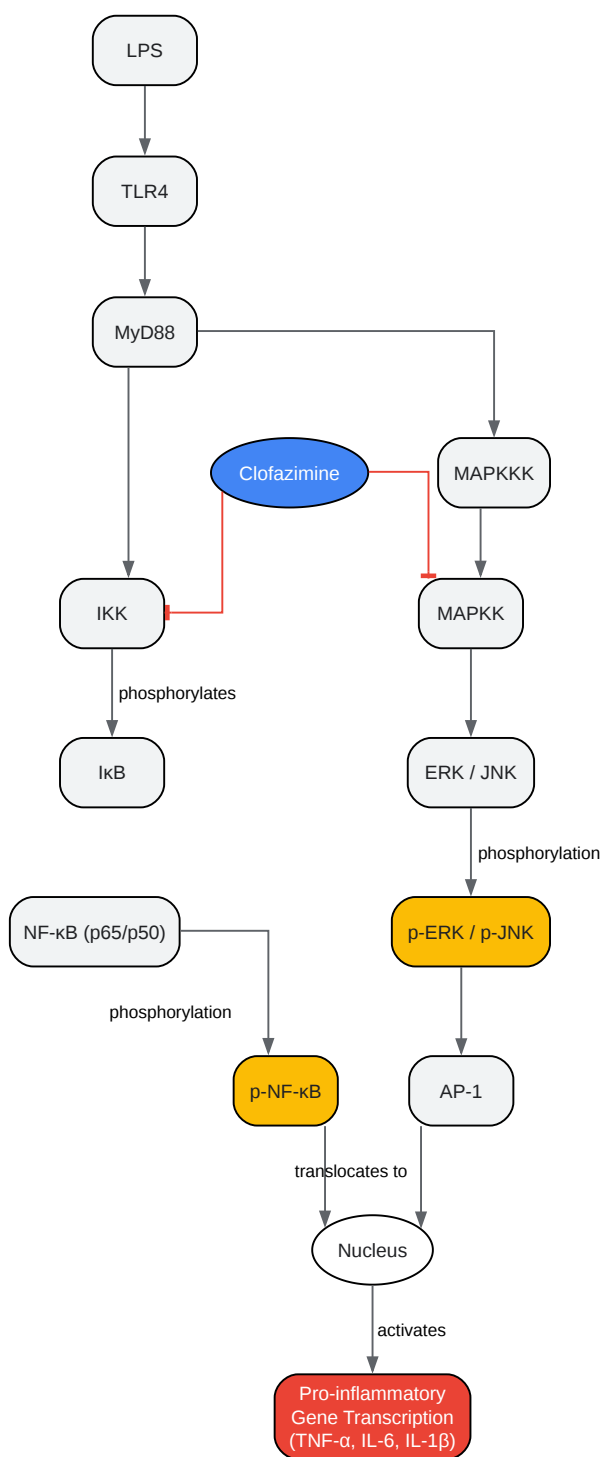 LPS
TLR4
MyD88
Clofazimine
MAPKKK
IKK
MAPKK
phosphorylates
IκB
ERK / JNK
phosphorylation
NF-κB (p65/p50)
p-ERK / p-JNK
phosphorylation
p-NF-κB
AP-1
translocates to
Nucleus
activates
Pro-inflammatory
Gene Transcription
(TNF-α, IL-6, IL-1β)